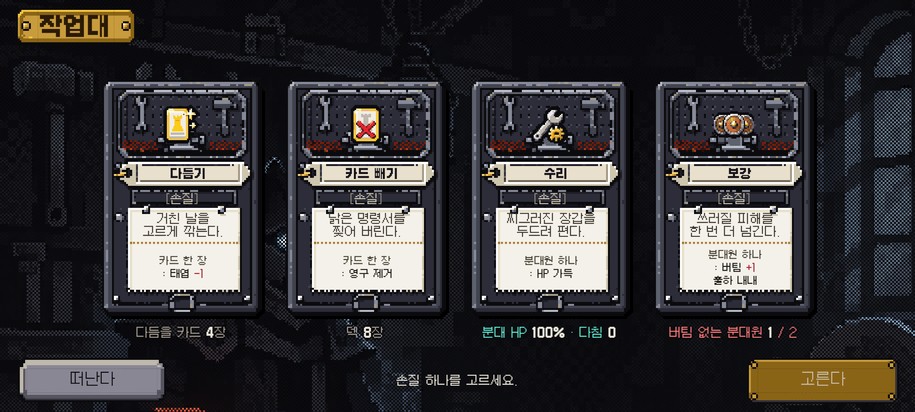 작업대
다듬기
[손질]
거친 날을
고르게 깎는다.
카드 한 장
: 태엽 -1
다듬을 카드 4장
카드 빼기
[손질]
낡은 명령서를
찢어 버린다.
카드 한 장
: 영구 제거
덱 8장
수리
[손질]
찌그러진 장갑을
두드려 편다.
분대원 하나
: HP 가득
분대 HP 100% · 다침 0
보강
[손질]
쓰러질 피해를
한 번 더 넘긴다.
분대원 하나
: 버팀 +1
출하 내내
버팀 없는 분대원 1 / 2
떠난다
손질 하나를 고르세요.
고른다